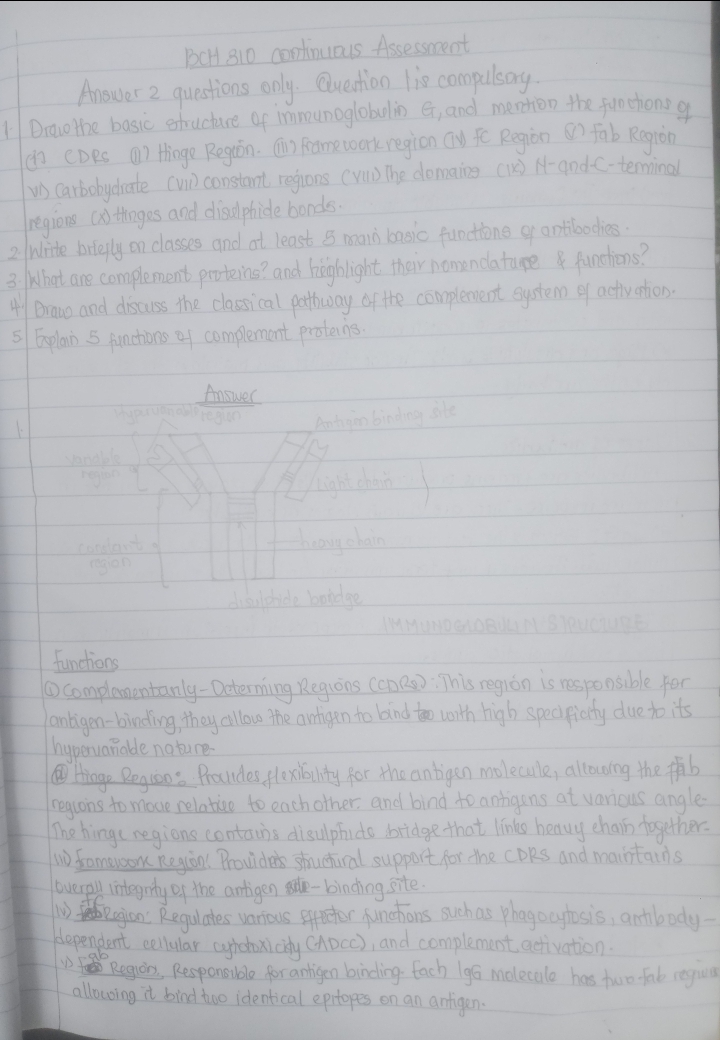 BCH 310 continuous Assessment
Answer 2 questions only. Question 1 is compulsory.
1. Draw the basic structure of immunoglobulin G, and mention the functions of
(i) CDRs (ii) Hinge Region. (iii) Framework region (iv) FC Region (v) Fab Region
vi) Carbohydrate (vii) constant regions (viii) The domains (ix) N-and-C-terminal
regions (x) Hinges and disulphide bonds.
2. Write briefly on classes and at least 5 main basic functions of antibodies.
3. What are complement proteins? and highlight their nomenclature & functions?
4. Draw and discuss the classical pathway of the complement system of activation.
5. Explain 5 functions of complement proteins.
Answer
1.
Hypervariable region
Antigen binding site
variable region
Light chain
constant region
heavy chain
disulphide bondge
IMMUNOGLOBULIN STRUCTURE
functions
(i) Complementarily-Determing Regions (CDRs): This region is responsible for
antigen-binding, they allow the antigen to bind with high specificity due to its
hypervariable nature.
(ii) Hinge Region: Provides flexibility for the antigen molecule, allowing the fab
regions to move relative to each other and bind to antigens at various angle.
The hinge regions contains disulphide bridge that links heavy chain together.
iii) framework Region: Provides structural support for the CDRs and maintains
overall integrity of the antigen-binding site.
iv) Fc Region: Regulates various effector functions such as phagocytosis, antibody-
dependent cellular cytotoxicity (ADCC), and complement activation.
v) Fab Region. Responsible for antigen binding. Each IgG molecule has two fab regions
allowing it bind two identical epitopes on an antigen.